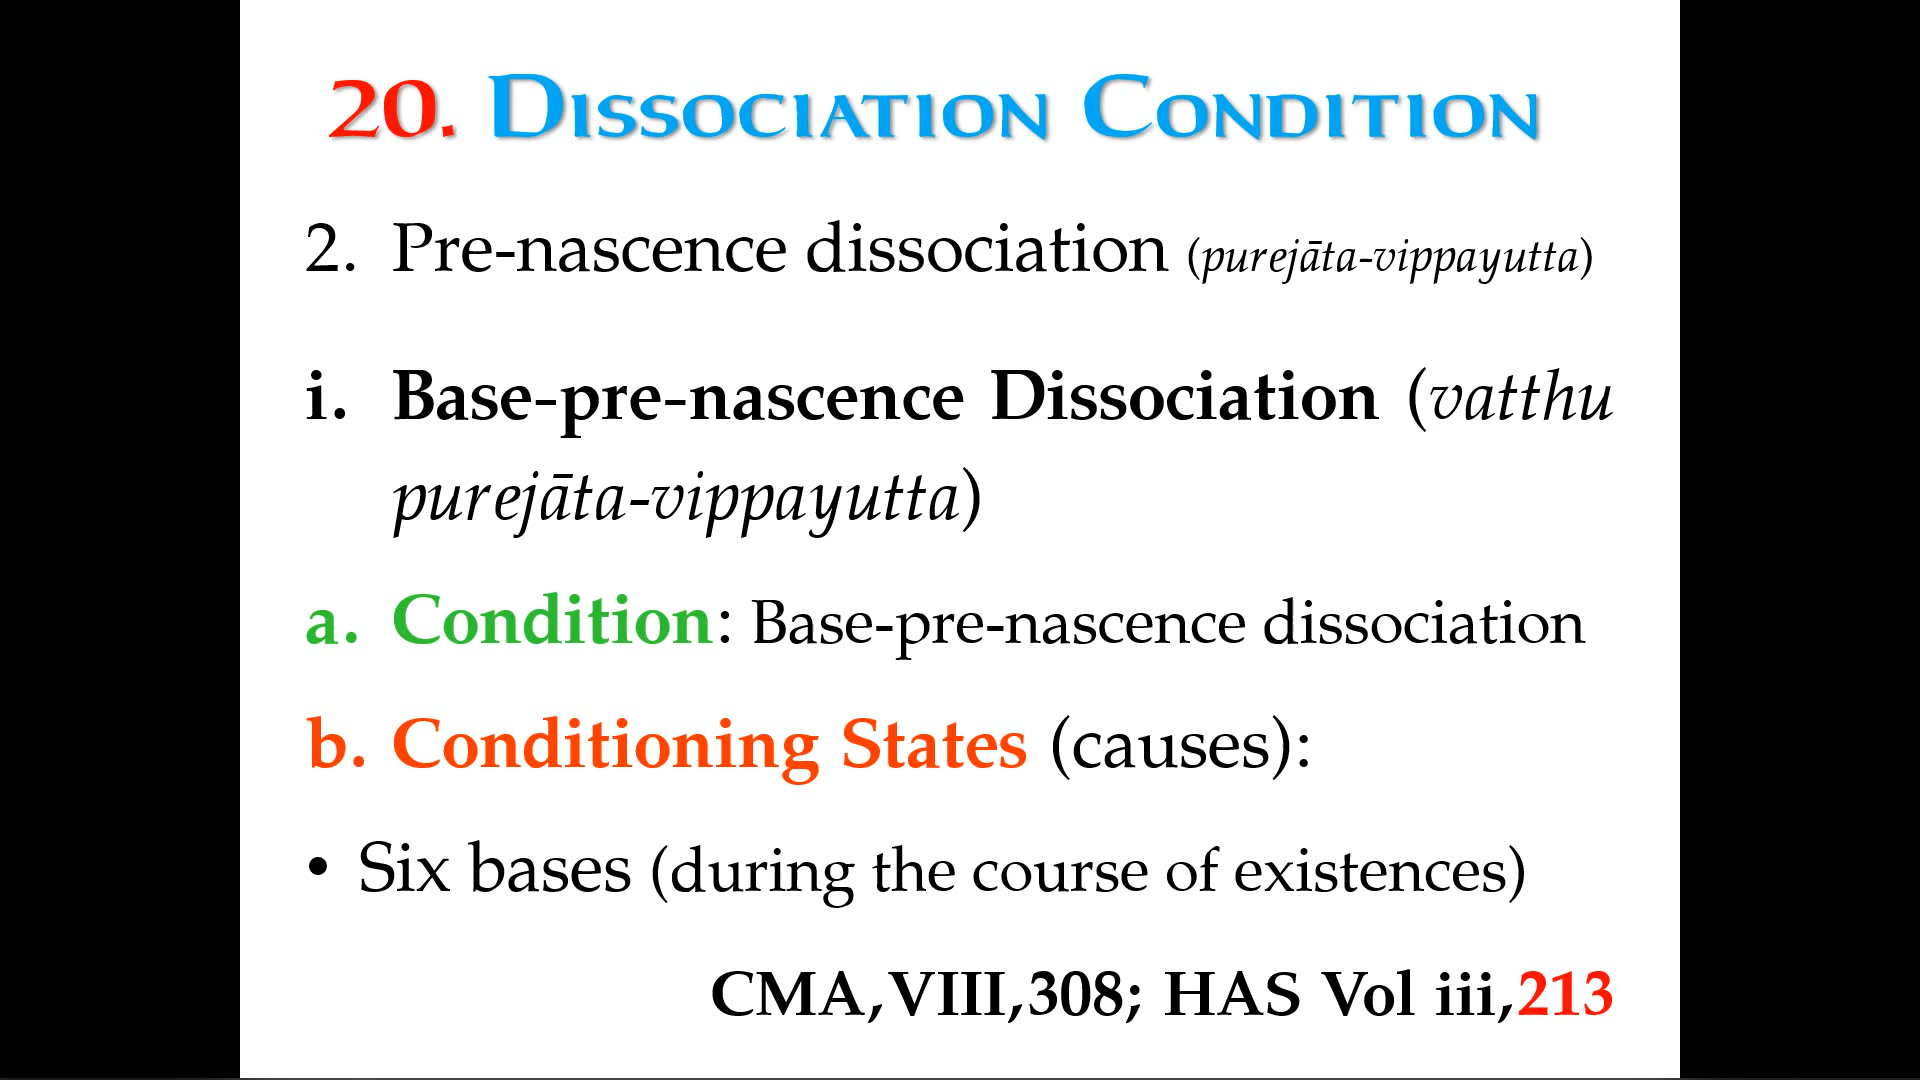 20. Dissociation Condition
2. Pre-nascence dissociation (purejāta-vippayutta)
i. Base-pre-nascence Dissociation (vatthu
purejāta-vippayutta)
a. Condition: Base-pre-nascence dissociation
b. Conditioning States (causes):
• Six bases (during the course of existences)
CMA,VIII,308; HAS Vol iii,213